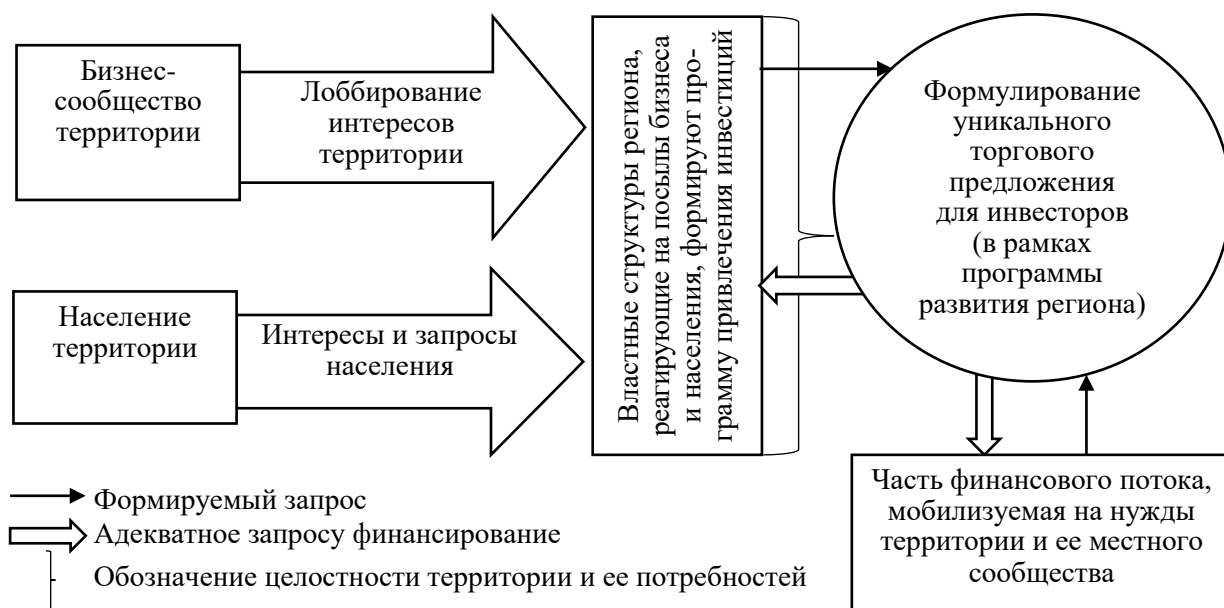 Бизнес-
сообщество
территории
Лоббирование
интересов
территории
Население
территории
Интересы и запросы
населения
Властные структуры региона,
реагирующие на посылы бизнеса
и населения, формируют про-
грамму привлечения инвестиций
Формулирование
уникального
торгового
предложения
для инвесторов
(в рамках
программы
развития региона)
Часть финансового потока,
мобилизуемая на нужды
территории и ее местного
сообщества
Формируемый запрос
Адекватное запросу финансирование
Обозначение целостности территории и ее потребностей